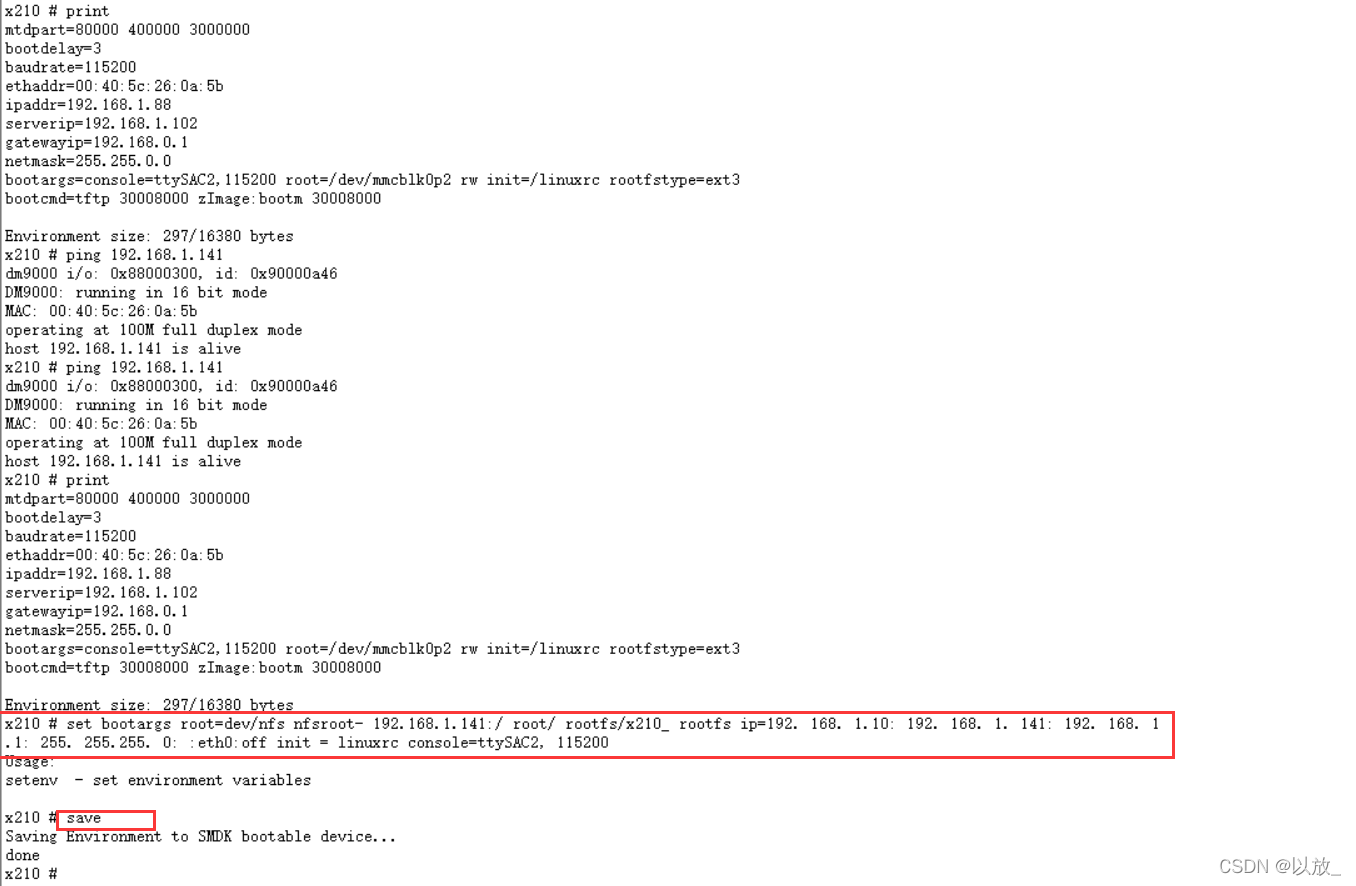 x210 # print
mtdpart=80000 400000 3000000
bootdelay=3
baudrate=115200
ethaddr=00:40:5c:26:0a:5b
ipaddr=192.168.1.88
serverip=192.168.1.102
gatewayip=192.168.0.1
netmask=255.255.0.0
bootargs=console=ttySAC2,115200 root=/dev/mmcblk0p2 rw init=/linuxrc rootfstype=ext3
bootcmd=tftp 30008000 zImage;bootm 30008000
Environment size: 297/16380 bytes
x210 # ping 192.168.1.141
dm9000 i/o: 0x88000300, id: 0x90000a46
DM9000: running in 16 bit mode
MAC: 00:40:5c:26:0a:5b
operating at 100M full duplex mode
host 192.168.1.141 is alive
x210 # ping 192.168.1.141
dm9000 i/o: 0x88000300, id: 0x90000a46
DM9000: running in 16 bit mode
MAC: 00:40:5c:26:0a:5b
operating at 100M full duplex mode
host 192.168.1.141 is alive
x210 # print
mtdpart=80000 400000 3000000
bootdelay=3
baudrate=115200
ethaddr=00:40:5c:26:0a:5b
ipaddr=192.168.1.88
serverip=192.168.1.102
gatewayip=192.168.0.1
netmask=255.255.0.0
bootargs=console=ttySAC2,115200 root=/dev/mmcblk0p2 rw init=/linuxrc rootfstype=ext3
bootcmd=tftp 30008000 zImage;bootm 30008000
Environment size: 297/16380 bytes
x210 # set bootargs root=dev/nfs nfsroot- 192.168.1.141:/ root/ rootfs/x210_ rootfs ip=192. 168. 1.10: 192. 168. 1. 141: 192. 168. 1
.1: 255. 255.255. 0: :eth0:off init = linuxrc console=ttySAC2, 115200
Usage:
setenv  - set environment variables
x210 # save
Saving Environment to SMDK bootable device...
done
x210 #
CSDN @以放_